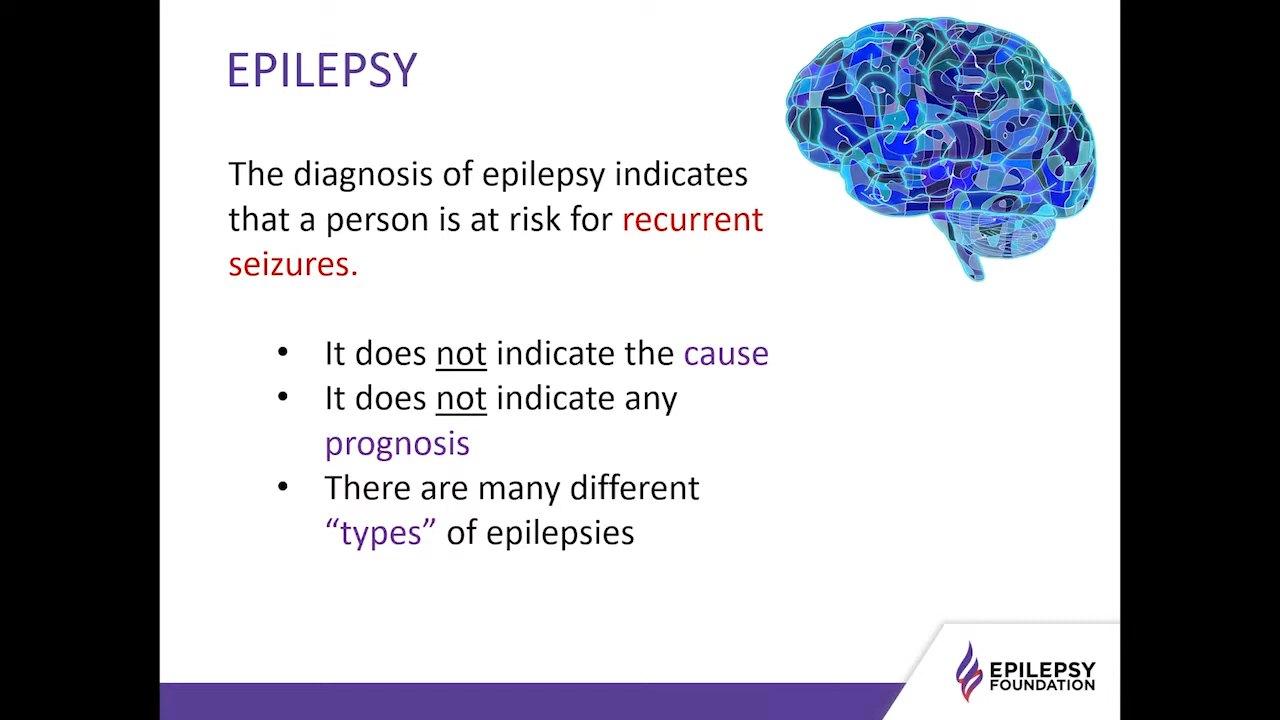 EPILEPSY
The diagnosis of epilepsy indicates
that a person is at risk for recurrent
seizures.
• It does not indicate the cause
• It does not indicate any
prognosis
• There are many different
“types” of epilepsies
EPILEPSY
FOUNDATION